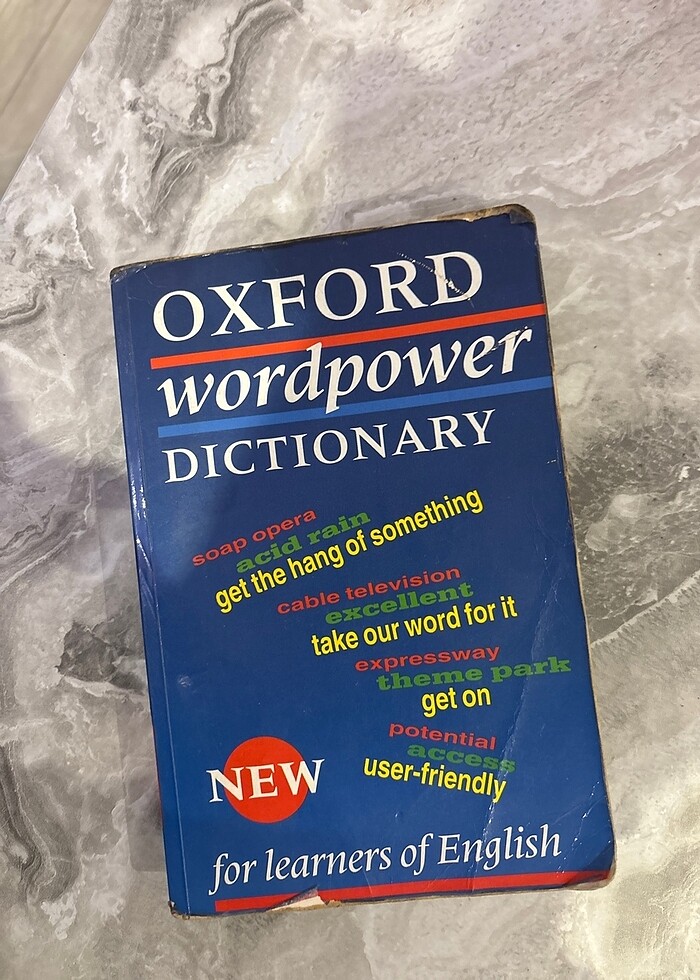 OXFORD
wordpower
DICTIONARY
soap opera
acid rain
get the hang of something
cable television
excellent
take our word for it
expressway
theme park
get on
potential
access
user-friendly
NEW
for learners of English